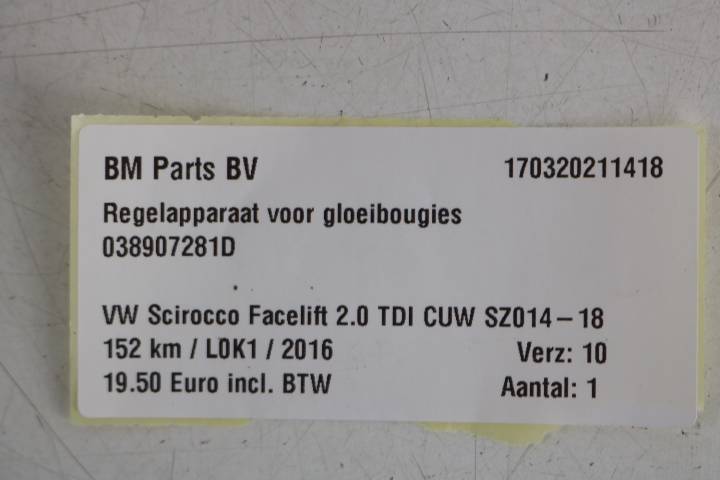 BM Parts BV 170320211418
Regelapparaat voor gloeibougies
038907281D
VW Scirocco Facelift 2.0 TDI CUW SZ014-18
152 km / L0K1 / 2016 Verz: 10
19.50 Euro incl. BTW Aantal: 1